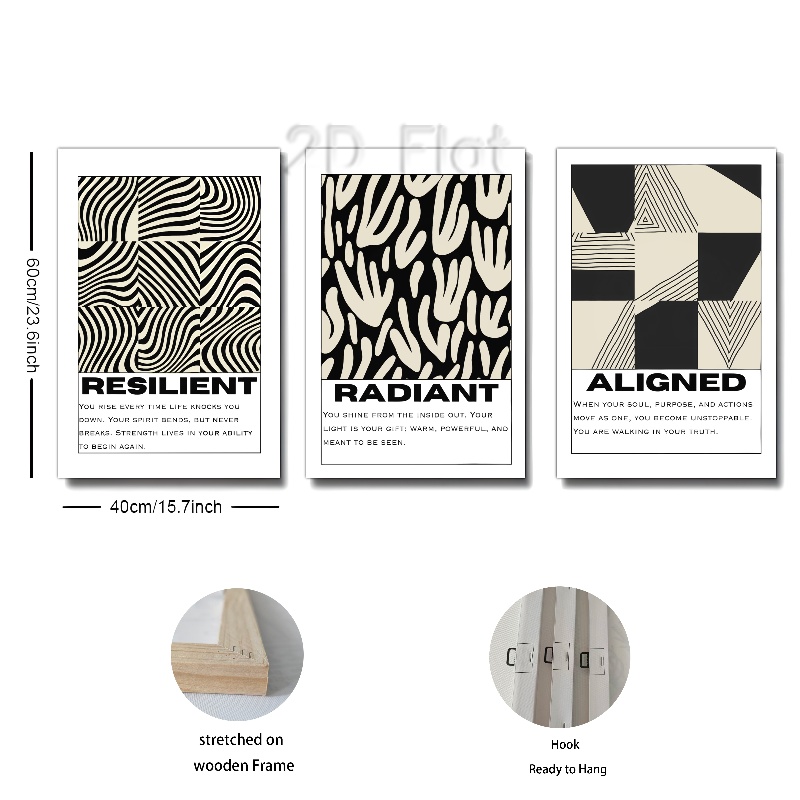 2D Flat
60cm/23.6inch
RESILIENT
YOU RISE EVERY TIME LIFE KNOCKS YOU
DOWN. YOUR SPIRIT BENDS, BUT NEVER
BREAKS. STRENGTH LIVES IN YOUR ABILITY
TO BEGIN AGAIN.
RADIANT
YOU SHINE FROM THE INSIDE OUT. YOUR
LIGHT IS YOUR GIFT: WARM, POWERFUL, AND
MEANT TO BE SEEN.
ALIGNED
WHEN YOUR SOUL, PURPOSE, AND ACTIONS
MOVE AS ONE, YOU BECOME UNSTOPPABLE.
YOU ARE WALKING IN YOUR TRUTH.
40cm/15.7inch
stretched on
wooden Frame
Hook
Ready to Hang